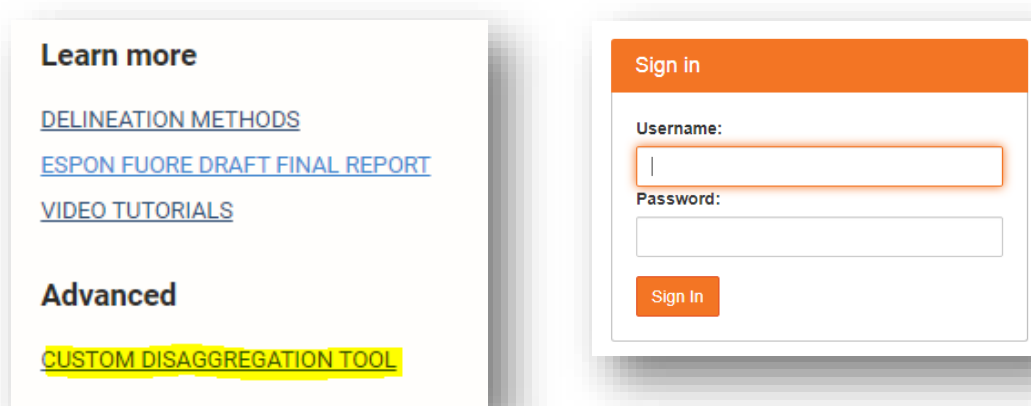 Learn more
DELINEATION METHODS
ESPON FUORE DRAFT FINAL REPORT
VIDEO TUTORIALS
Advanced
CUSTOM DISAGGREGATION TOOL
Sign in
Username:
Password:
Sign In